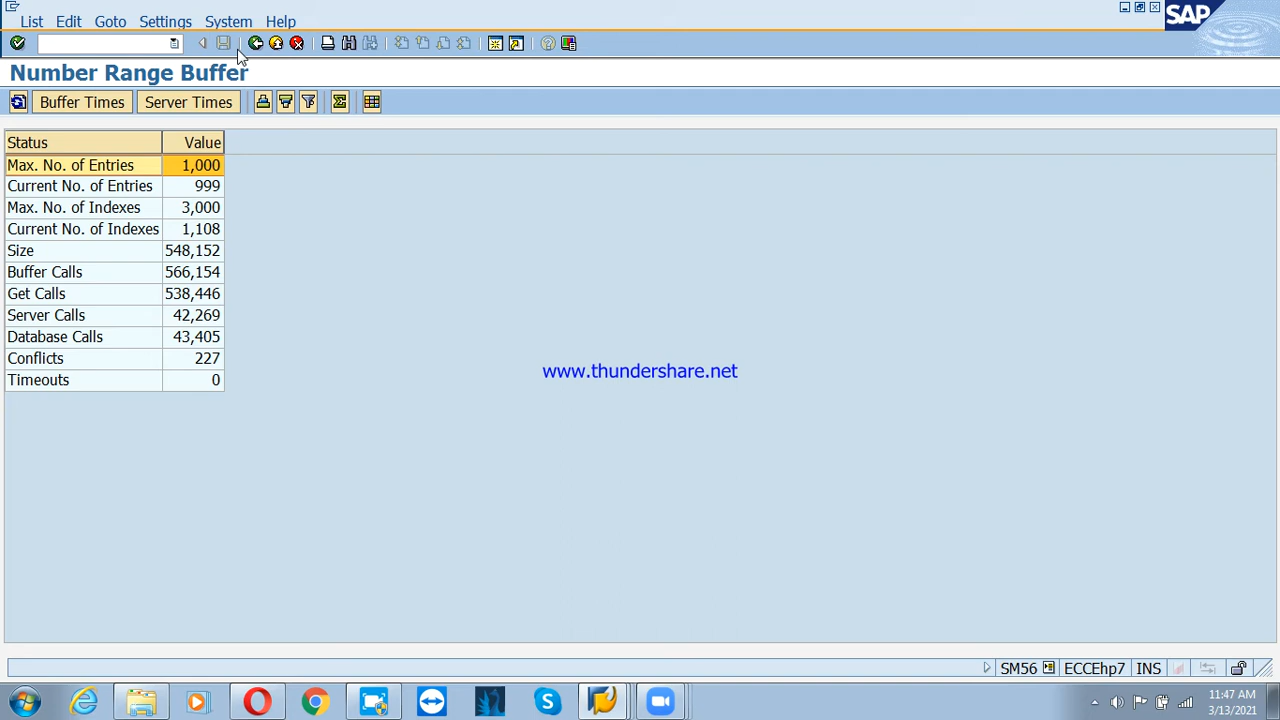 List Edit Goto Settings System Help
SAP
Number Range Buffer
Buffer Times Server Times
Status Value
Max. No. of Entries 1,000
Current No. of Entries 999
Max. No. of Indexes 3,000
Current No. of Indexes 1,108
Size 548,152
Buffer Calls 566,154
Get Calls 538,446
Server Calls 42,269
Database Calls 43,405
Conflicts 227
Timeouts 0
www.thundershare.net
SM56 ECCEhp7 INS
11:47 AM
3/13/2021